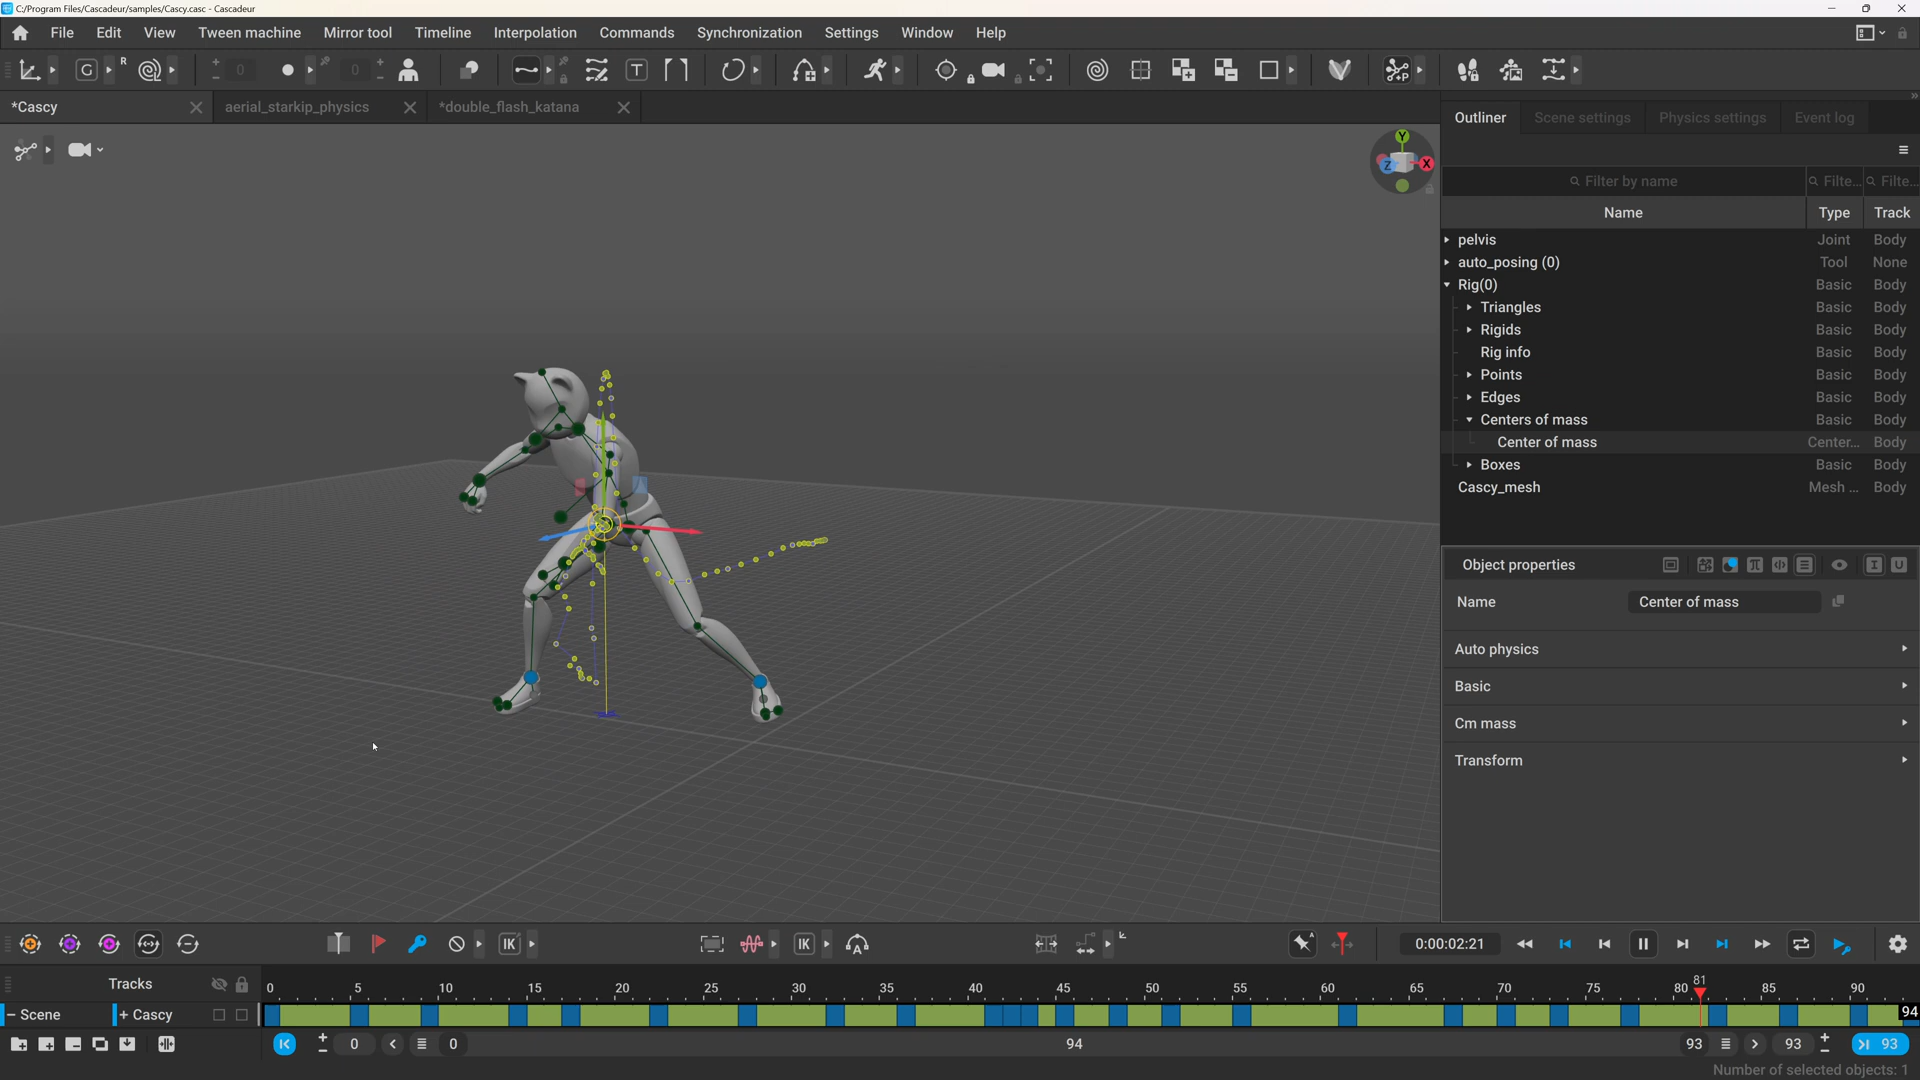 C:/Program Files/Cascadeur/samples/Cascy.casc - Cascadeur
File Edit View Tween machine Mirror tool Timeline Interpolation Commands Synchronization Settings Window Help
G R 0 0 T P
*Cascy aerial_starkip_physics *double_flash_katana
Outliner Scene settings Physics settings Event log
Y
Z X
Filter by name Filte... Filte...
Name Type Track
pelvis Joint Body
auto_posing (0) Tool None
Rig(0) Basic Body
Triangles Basic Body
Rigids Basic Body
Rig info Basic Body
Points Basic Body
Edges Basic Body
Centers of mass Basic Body
Center of mass Center... Body
Boxes Basic Body
Cascy_mesh Mesh ... Body
Object properties
Name Center of mass
Auto physics
Basic
Cm mass
Transform
IK IK A 0:00:02:21
Tracks 0 5 10 15 20 25 30 35 40 45 50 55 60 65 70 75 80 81 85 90
− Scene + Cascy 94
0 0 94 93 93 93
Number of selected objects: 1